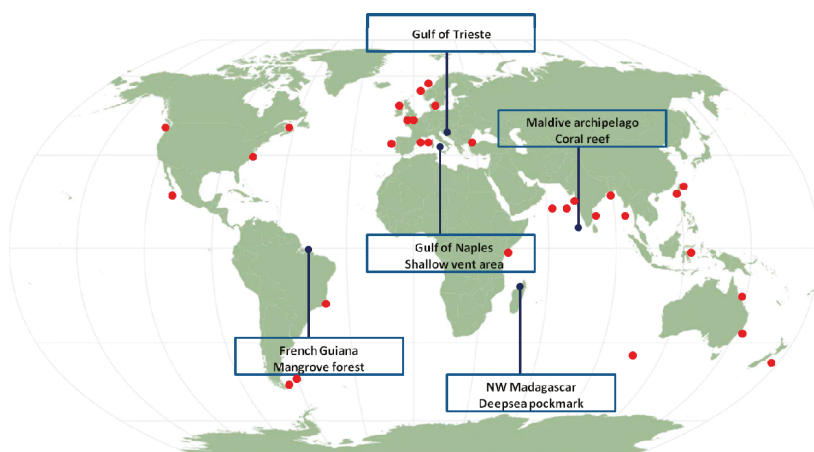 Gulf of Trieste
Maldive archipelago
Coral reef
Gulf of Naples
Shallow vent area
French Guiana
Mangrove forest
NW Madagascar
Deepsea pockmark